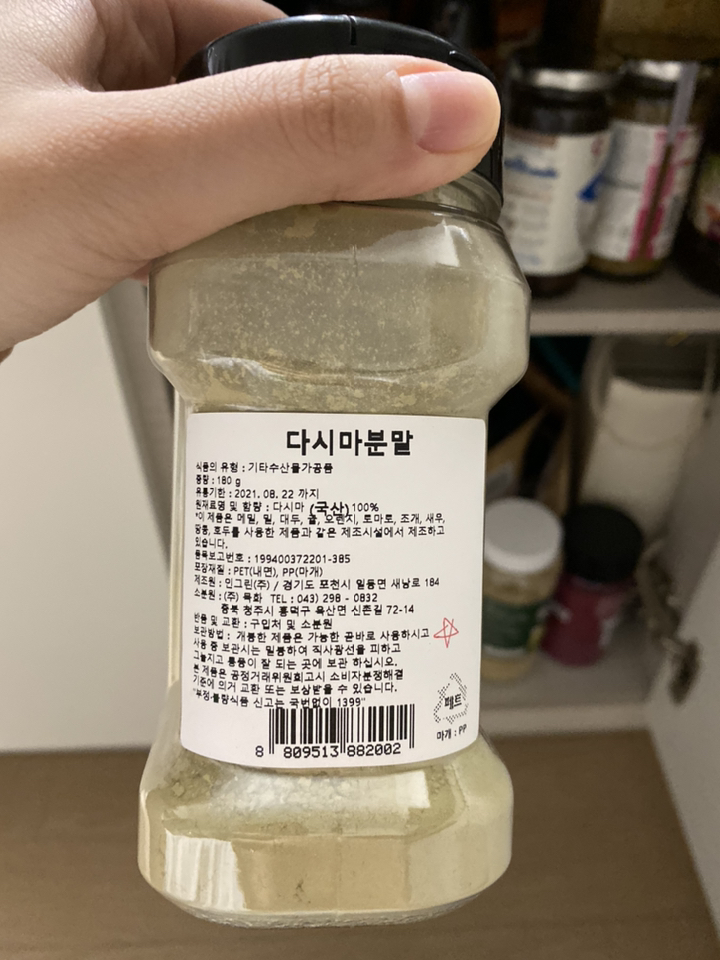 다시마분말
식품의 유형 : 기타수산물가공품
중량 : 180 g
유통기한 : 2021. 08. 22 까지
원재료명 및 함량 : 다시마 (국산)100%
*이 제품은 메밀, 밀, 대두, 귤, 오렌지, 토마토, 조개, 새우,
땅콩, 호두를 사용한 제품과 같은 제조시설에서 제조하고
있습니다.
품목보고번호 : 199400372201-385
포장재질 : PET(내면), PP(마개)
제조원 : 인그린(주) / 경기도 포천시 일동면 새낭로 184
소분원 : (주) 록화 TEL : 043) 298 - 0832
충북 청주시 흥덕구 옥산면 신촌길 72-14
반품 및 교환 : 구입처 및 소분원
보관방법 : 개봉한 제품은 가능한 곧바로 사용하시고
사용 중 보관시는 밀봉하여 직사광선을 피하고
그늘지고 통풍이 잘 되는 곳에 보관 하십시오.
본 제품은 공정거래위원회고시 소비자분쟁해결
기준에 의거 교환 또는 보상받을 수 있습니다.
"부정·불량식품 신고는 국번없이 1399"
페트
마개 : PP
8 809513 882002